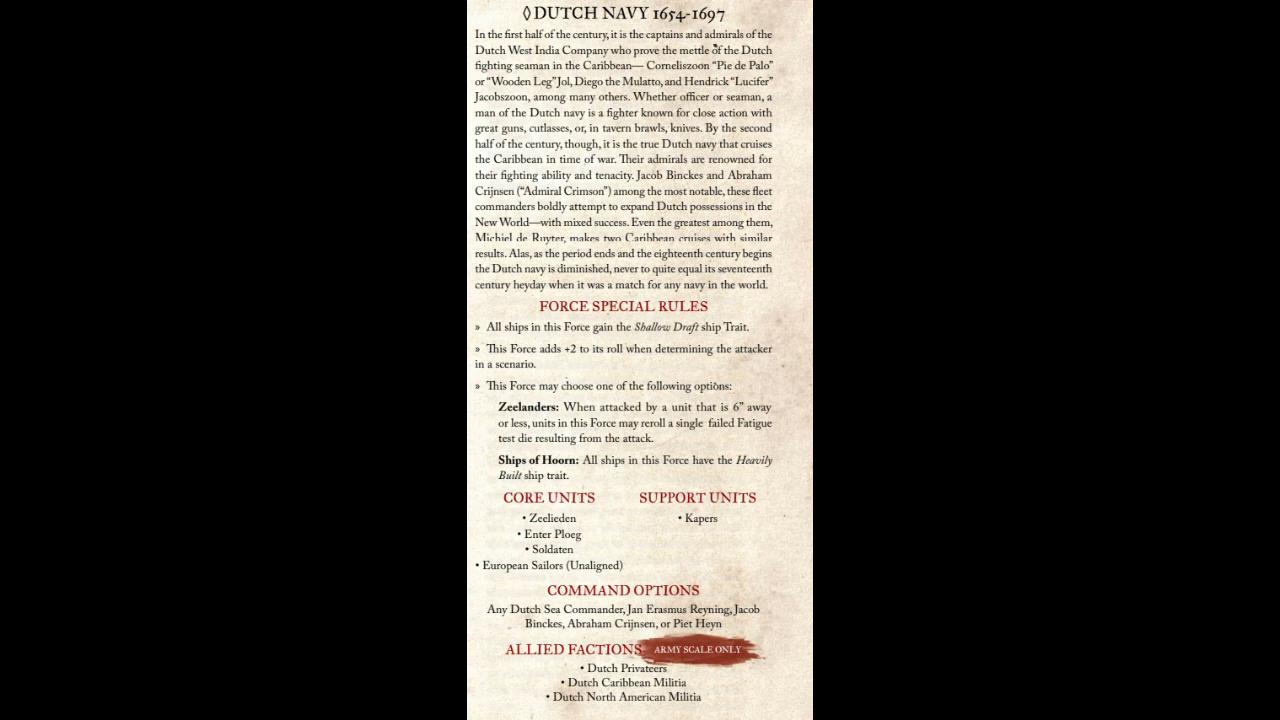 ◊ DUTCH NAVY 1654-1697
In the first half of the century, it is the captains and admirals of the
Dutch West India Company who prove the mettle of the Dutch
fighting seaman in the Caribbean— Corneliszoon “Pie de Palo”
or “Wooden Leg” Jol, Diego the Mulatto, and Hendrick “Lucifer”
Jacobszoon, among many others. Whether officer or seaman, a
man of the Dutch navy is a fighter known for close action with
great guns, cutlasses, or, in tavern brawls, knives. By the second
half of the century, though, it is the true Dutch navy that cruises
the Caribbean in time of war. Their admirals are renowned for
their fighting ability and tenacity. Jacob Binckes and Abraham
Crijnsen (“Admiral Crimson”) among the most notable, these fleet
commanders boldly attempt to expand Dutch possessions in the
New World—with mixed success. Even the greatest among them,
Michiel de Ruyter, makes two Caribbean cruises with similar
results. Alas, as the period ends and the eighteenth century begins
the Dutch navy is diminished, never to quite equal its seventeenth
century heyday when it was a match for any navy in the world.
FORCE SPECIAL RULES
» All ships in this Force gain the Shallow Draft ship Trait.
» This Force adds +2 to its roll when determining the attacker
in a scenario.
» This Force may choose one of the following options:
Zeelanders: When attacked by a unit that is 6” away
or less, units in this Force may reroll a single failed Fatigue
test die resulting from the attack.
Ships of Hoorn: All ships in this Force have the Heavily
Built ship trait.
CORE UNITS
• Zeelieden
• Enter Ploeg
• Soldaten
• European Sailors (Unaligned)
SUPPORT UNITS
• Kapers
COMMAND OPTIONS
Any Dutch Sea Commander, Jan Erasmus Reyning, Jacob
Binckes, Abraham Crijnsen, or Piet Heyn
ALLIED FACTIONS ARMY SCALE ONLY
• Dutch Privateers
• Dutch Caribbean Militia
• Dutch North American Militia